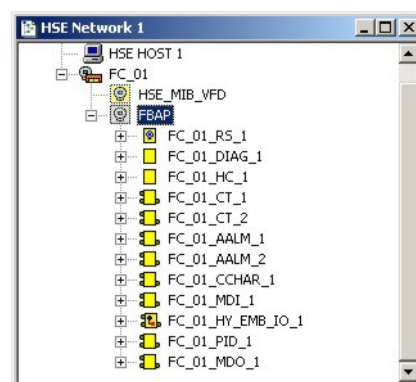 HSE Network 1
HSE HOST 1
FC_01
HSE_MIB_VFD
FBAP
FC_01_RS_1
FC_01_DIAG_1
FC_01_HC_1
FC_01_CT_1
FC_01_CT_2
FC_01_AALM_1
FC_01_AALM_2
FC_01_CCHAR_1
FC_01_MDI_1
FC_01_HY_EMB_IO_1
FC_01_PID_1
FC_01_MDO_1